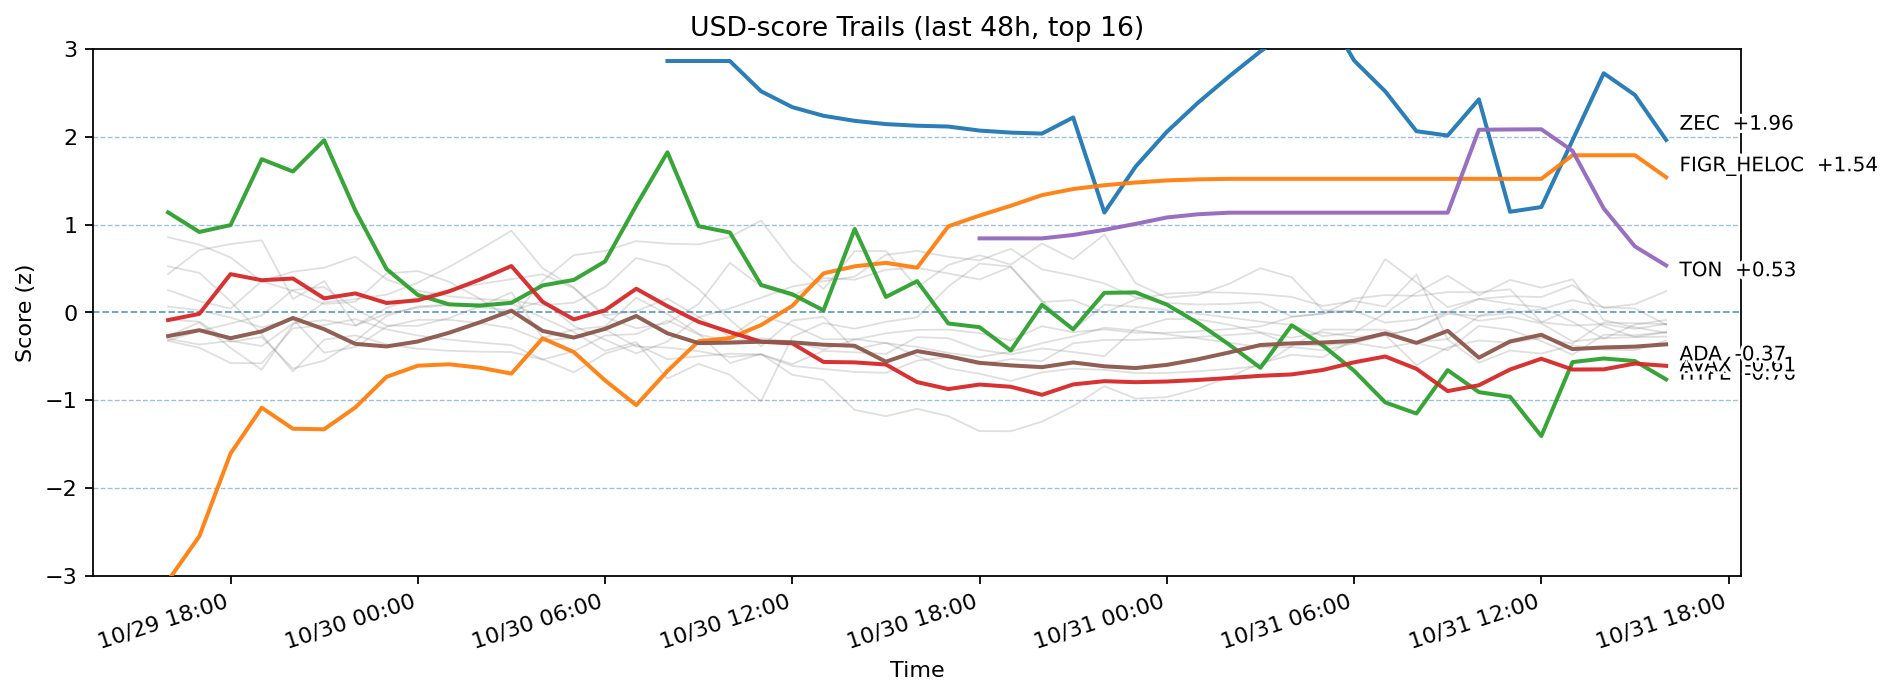 USD-score Trails (last 48h, top 16)
Score (z)
3
2
1
0
−1
−2
−3
ZEC +1.96
FIGR_HELOC +1.54
TON +0.53
ADA -0.37
AVAX -0.61
10/29 18:00
10/30 00:00
10/30 06:00
10/30 12:00
10/30 18:00
10/31 00:00
10/31 06:00
10/31 12:00
10/31 18:00
Time